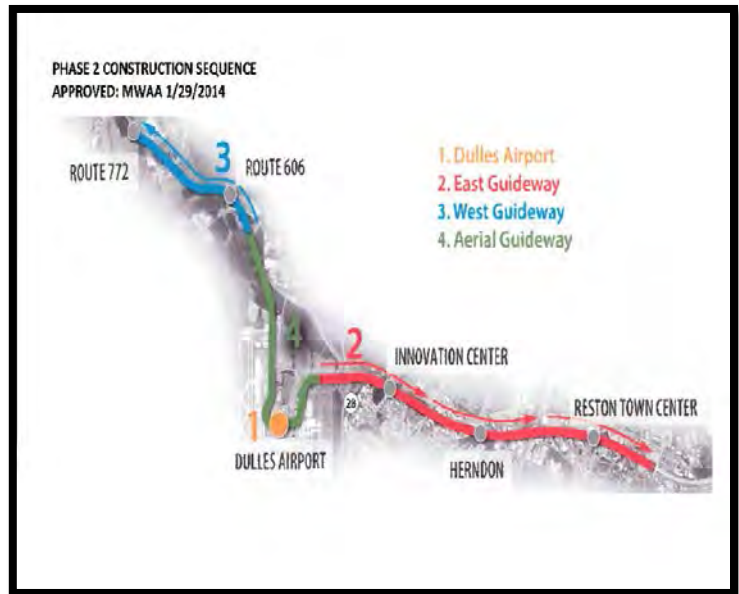 PHASE 2 CONSTRUCTION SEQUENCE
APPROVED: MWAA 1/29/2014
ROUTE 772
3
ROUTE 606
1. Dulles Airport
2. East Guideway
3. West Guideway
4. Aerial Guideway
4
2
INNOVATION CENTER
28
RESTON TOWN CENTER
1
DULLES AIRPORT
HERNDON